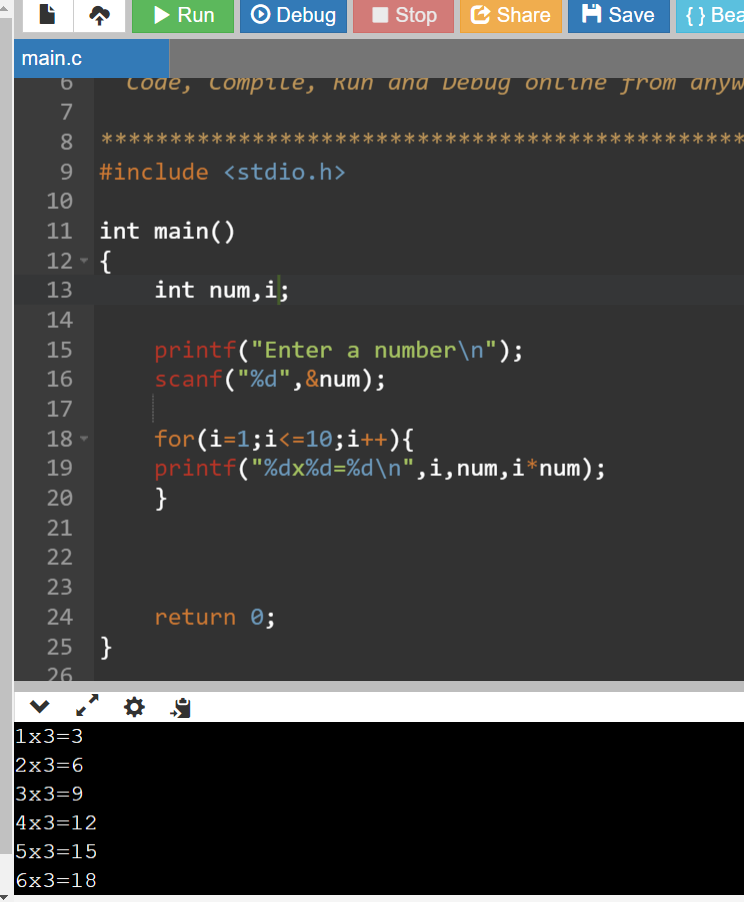 Run Debug Stop Share Save { } Bea
main.c
6 Code, Compile, Run and Debug online from anyw
7
8 ***********************************************
9 #include <stdio.h>
10
11 int main()
12 {
13 int num,i;
14
15 printf("Enter a number\n");
16 scanf("%d",&num);
17
18 for(i=1;i<=10;i++){
19 printf("%dx%d=%d\n",i,num,i*num);
20 }
21
22
23
24 return 0;
25 }
26
1x3=3
2x3=6
3x3=9
4x3=12
5x3=15
6x3=18